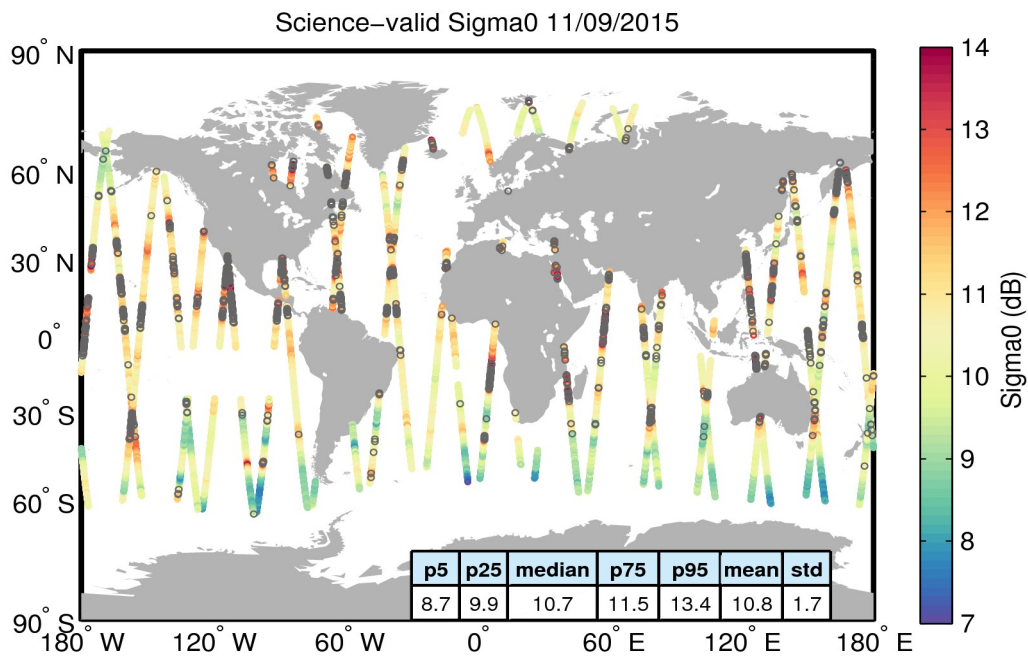 Science−valid Sigma0 11/09/2015
90° N
60° N
30° N
0°
30° S
60° S
90° S
180° W
120° W
60° W
0°
60° E
120° E
180° E
p5 p25 median p75 p95 mean std
8.7 9.9 10.7 11.5 13.4 10.8 1.7
14
13
12
11
10
9
8
7
Sigma0 (dB)